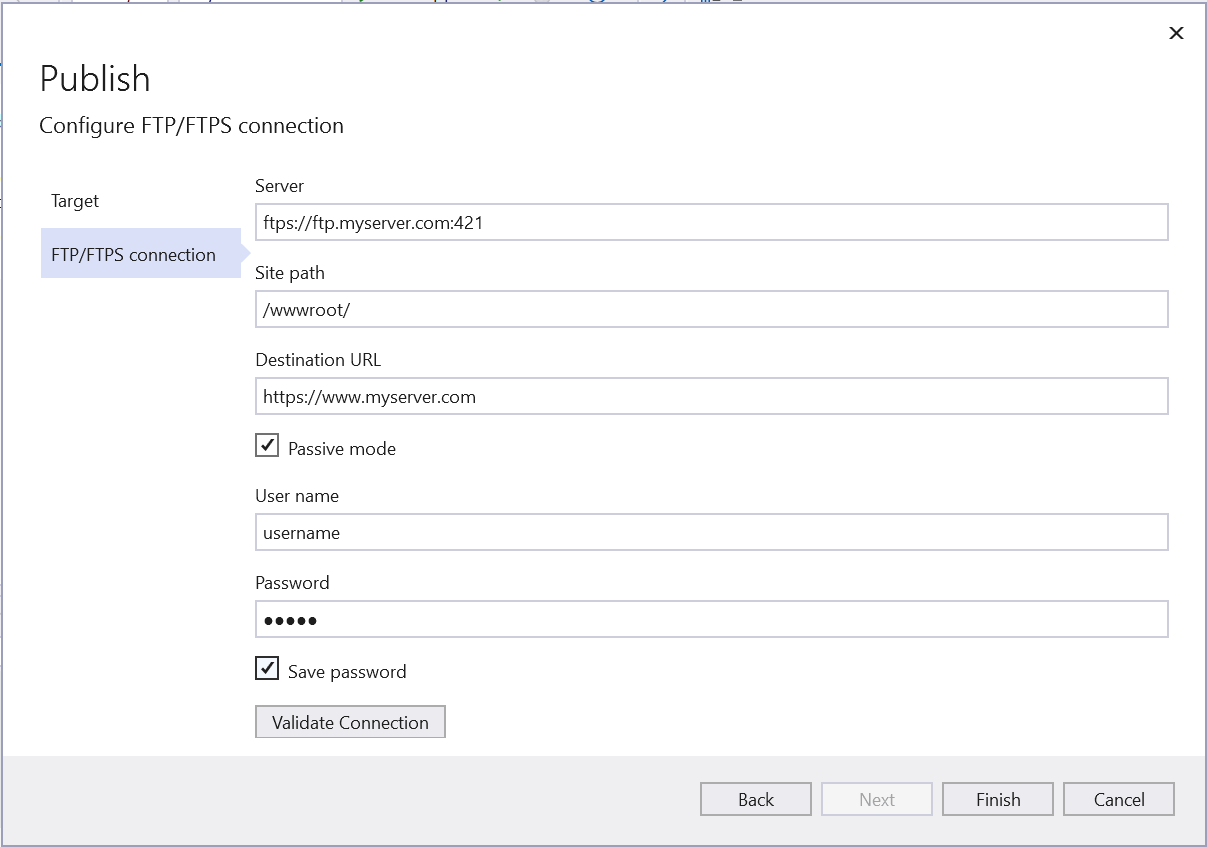 Publish
Configure FTP/FTPS connection
Target
FTP/FTPS connection
Server
ftps://ftp.myserver.com:421
Site path
/wwwroot/
Destination URL
https://www.myserver.com
Passive mode
User name
username
Password
●●●●●
Save password
Validate Connection
Back
Next
Finish
Cancel